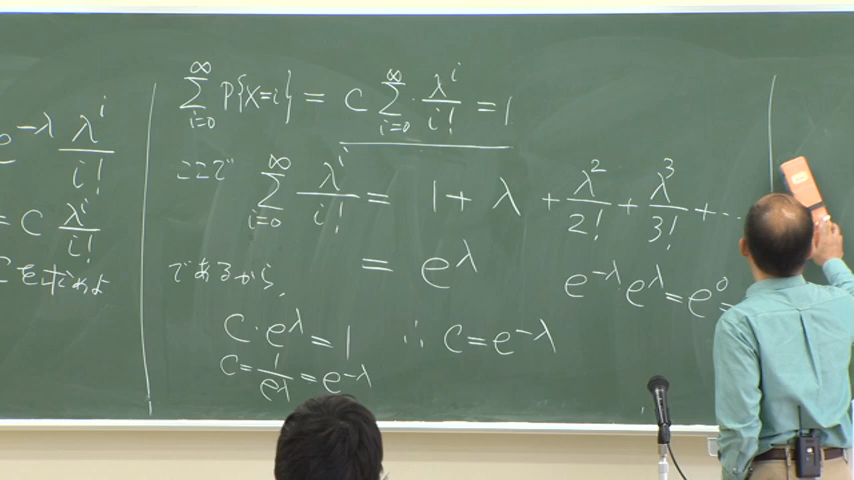 e^{-λ} λ^i/i!
= C λ^i/i!
Cを求めよ
∑_{i=0}^{∞} P{X=i} = C ∑_{i=0}^{∞} λ^i/i! = 1
ここで ∑_{i=0}^{∞} λ^i/i! = 1 + λ + λ^2/2! + λ^3/3! + …
= e^λ
であるから,
e^{-λ} e^λ = e^0 =
C・e^λ = 1 ∴ C = e^{-λ}
C = 1/e^λ = e^{-λ}